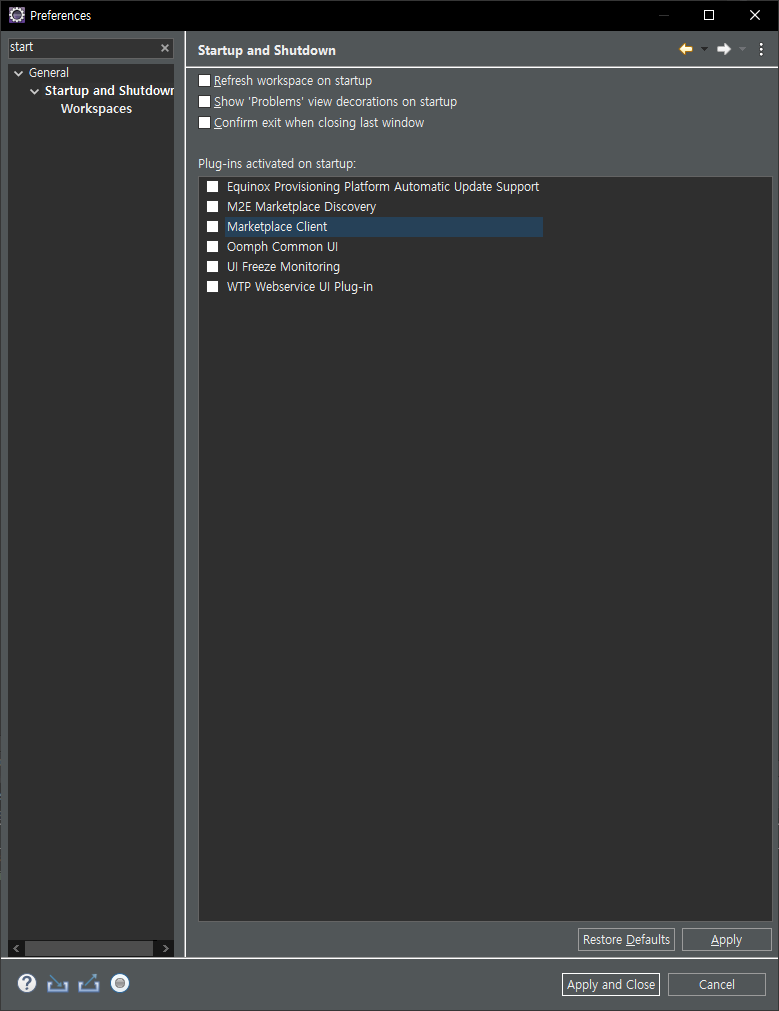 Preferences
start
General
Startup and Shutdown
Workspaces
Startup and Shutdown
Refresh workspace on startup
Show 'Problems' view decorations on startup
Confirm exit when closing last window
Plug-ins activated on startup:
Equinox Provisioning Platform Automatic Update Support
M2E Marketplace Discovery
Marketplace Client
Oomph Common UI
UI Freeze Monitoring
WTP Webservice UI Plug-in
Restore Defaults
Apply
Apply and Close
Cancel